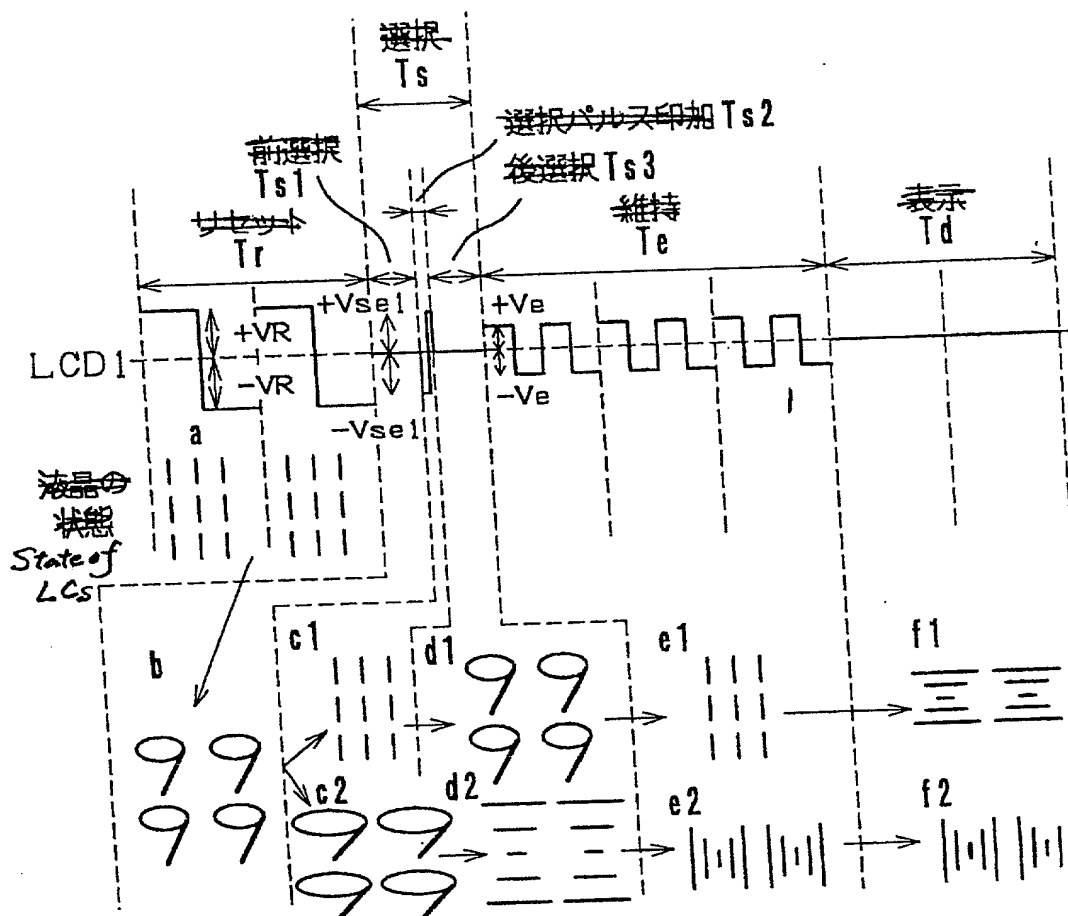 選択
Ts
選択パルス印加 Ts2
前選択
Ts1
後選択 Ts3
リセット
Tr
維持
Te
表示
Td
+Vse1
+Ve
+VR
LCD1
-VR
-Ve
-Vse1
a
液晶の
状態
State of
LCs
b
c1
d1
e1
f1
c2
d2
e2
f2